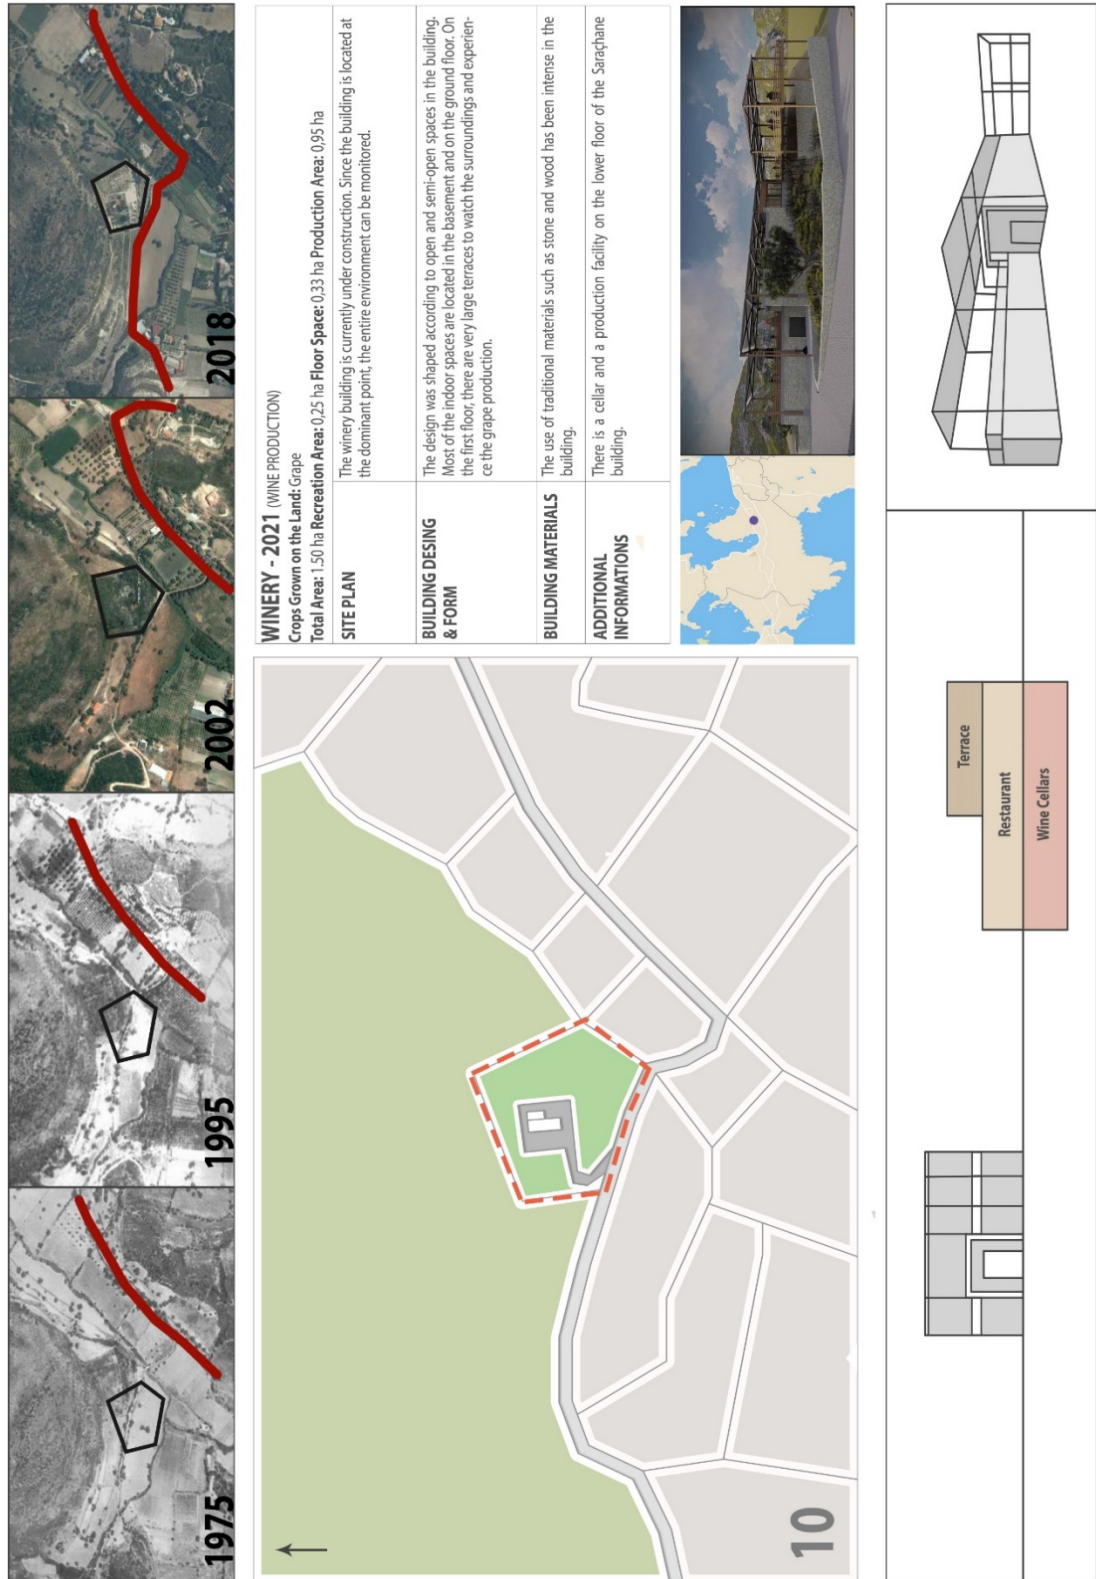 1975
1995
2002
2018
10
WINERY - 2021 (WINE PRODUCTION)
Crops Grown on the Land: Grape
Total Area: 1.50 ha Recreation Area: 0,25 ha Floor Space: 0,33 ha Production Area: 0,95 ha
SITE PLAN
The winery building is currently under construction. Since the building is located at
the dominant point, the entire environment can be monitored.
BUILDING DESING
& FORM
The design was shaped according to open and semi-open spaces in the building.
Most of the indoor spaces are located in the basement and on the ground floor. On
the first floor, there are very large terraces to watch the surroundings and experien-
ce the grape production.
BUILDING MATERIALS
The use of traditional materials such as stone and wood has been intense in the
building.
ADDITIONAL
INFORMATIONS
There is a cellar and a production facility on the lower floor of the Saraçhane
building.
Terrace
Restaurant
Wine Cellars